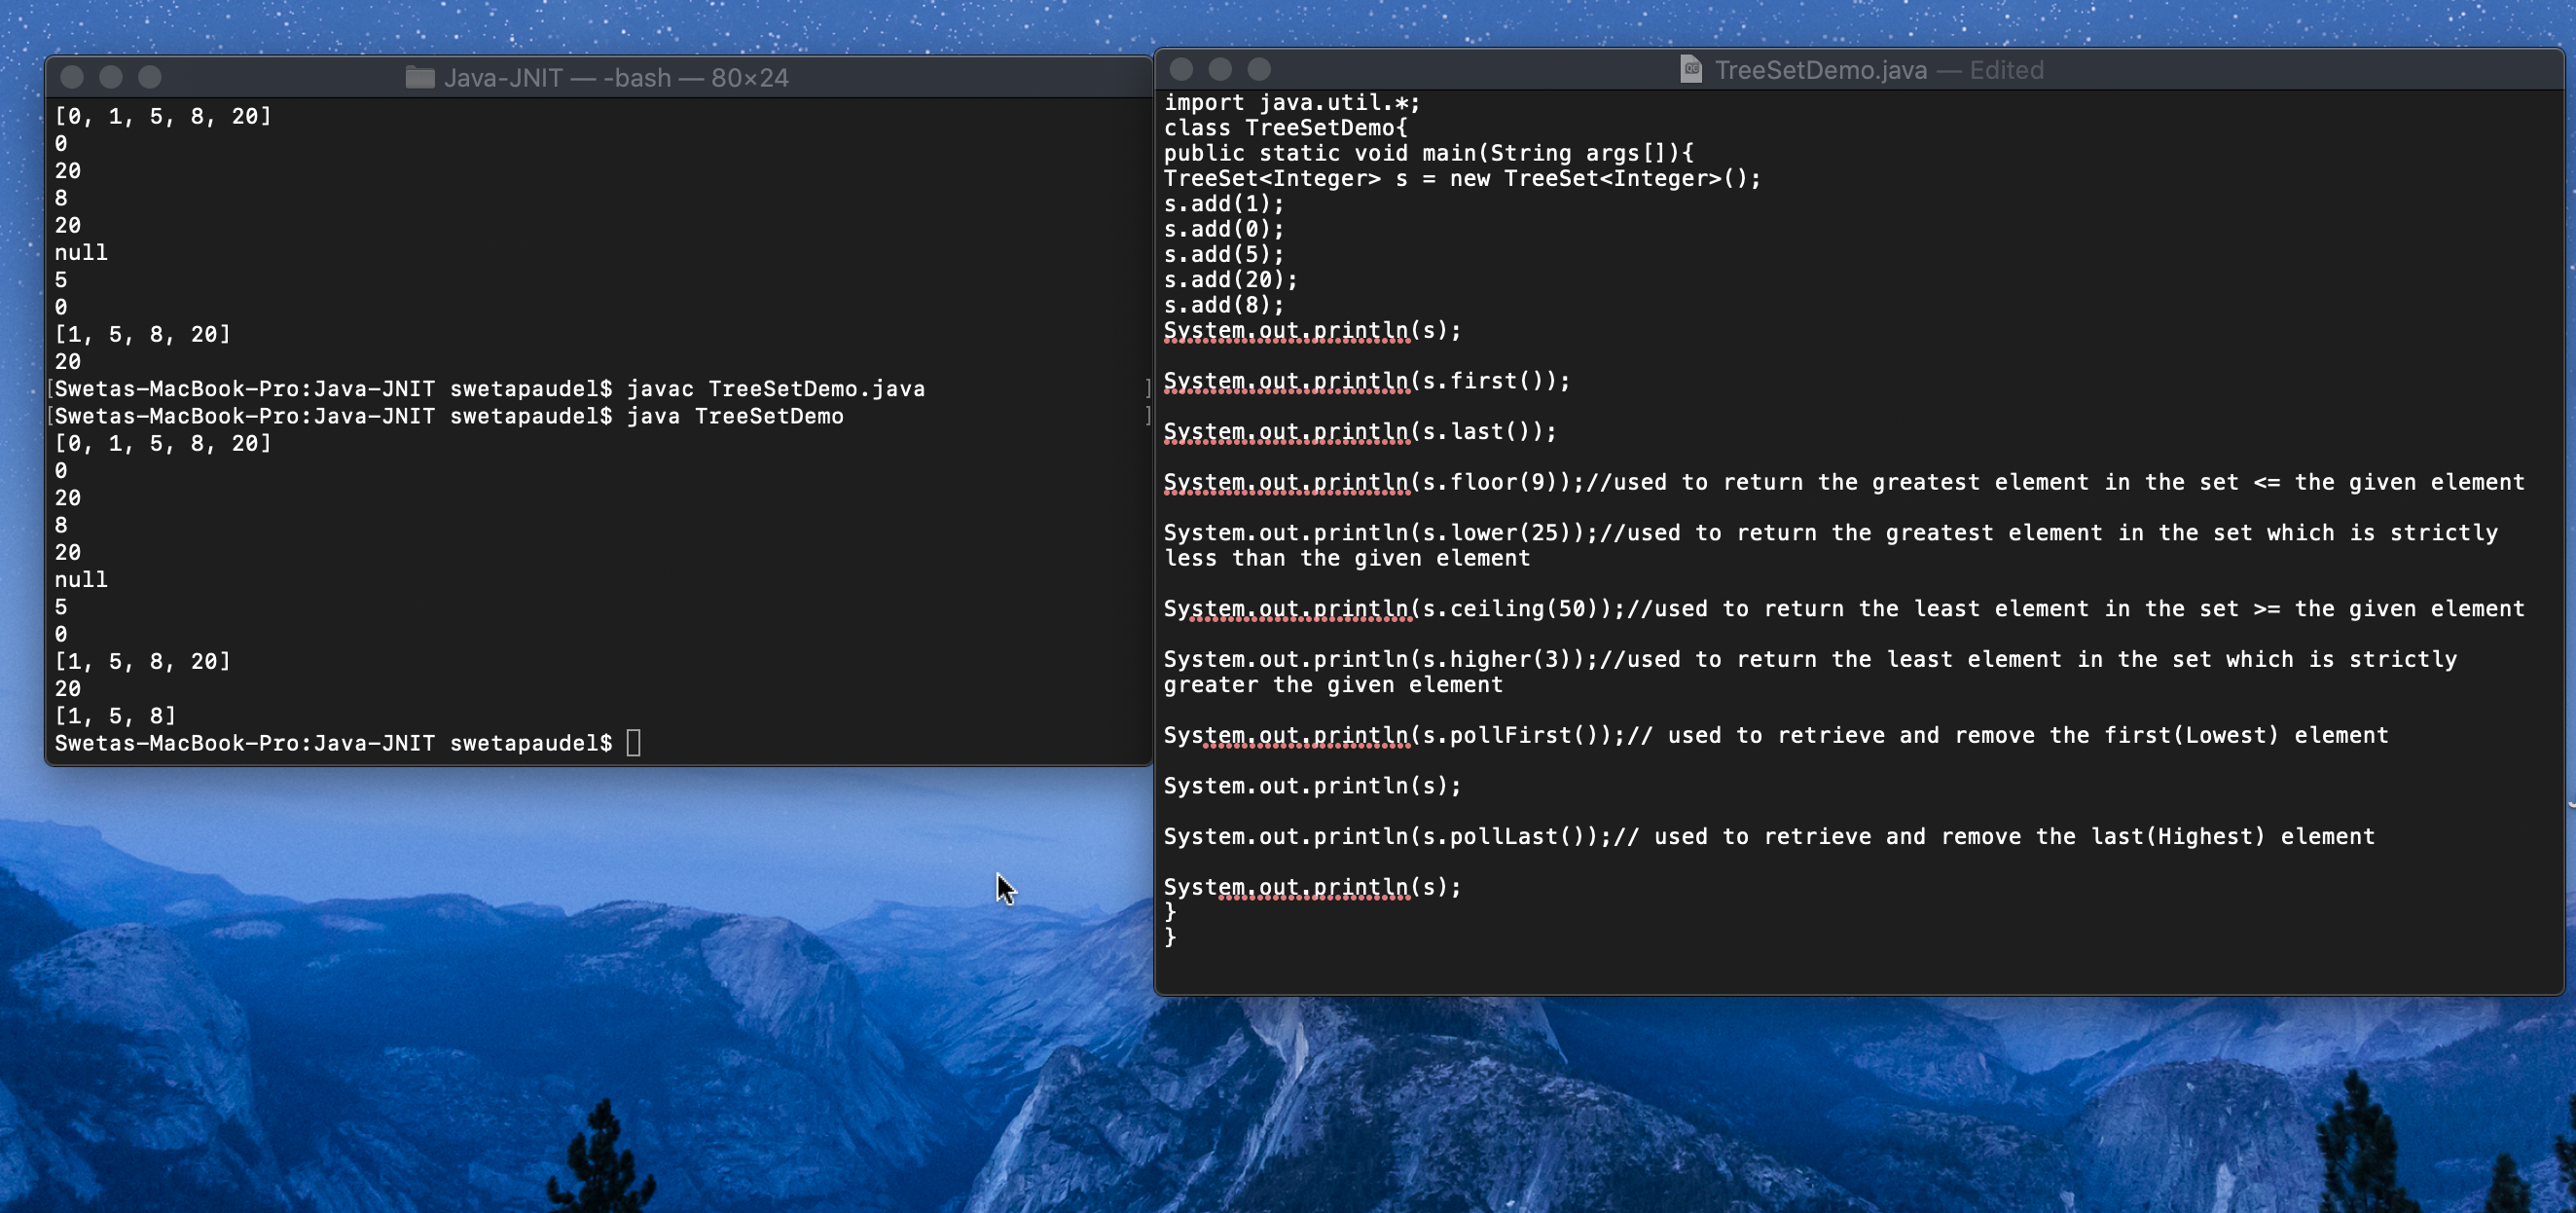 Java-JNIT — -bash — 80×24
[0, 1, 5, 8, 20]
0
20
8
20
null
5
0
[1, 5, 8, 20]
20
[Swetas-MacBook-Pro:Java-JNIT swetapaudel$ javac TreeSetDemo.java ]
[Swetas-MacBook-Pro:Java-JNIT swetapaudel$ java TreeSetDemo ]
[0, 1, 5, 8, 20]
0
20
8
20
null
5
0
[1, 5, 8, 20]
20
[1, 5, 8]
Swetas-MacBook-Pro:Java-JNIT swetapaudel$
TreeSetDemo.java — Edited
import java.util.*;
class TreeSetDemo{
public static void main(String args[]){
TreeSet<Integer> s = new TreeSet<Integer>();
s.add(1);
s.add(0);
s.add(5);
s.add(20);
s.add(8);
System.out.println(s);
System.out.println(s.first());
System.out.println(s.last());
System.out.println(s.floor(9));//used to return the greatest element in the set <= the given element
System.out.println(s.lower(25));//used to return the greatest element in the set which is strictly
less than the given element
System.out.println(s.ceiling(50));//used to return the least element in the set >= the given element
System.out.println(s.higher(3));//used to return the least element in the set which is strictly
greater the given element
System.out.println(s.pollFirst());// used to retrieve and remove the first(Lowest) element
System.out.println(s);
System.out.println(s.pollLast());// used to retrieve and remove the last(Highest) element
System.out.println(s);
}
}